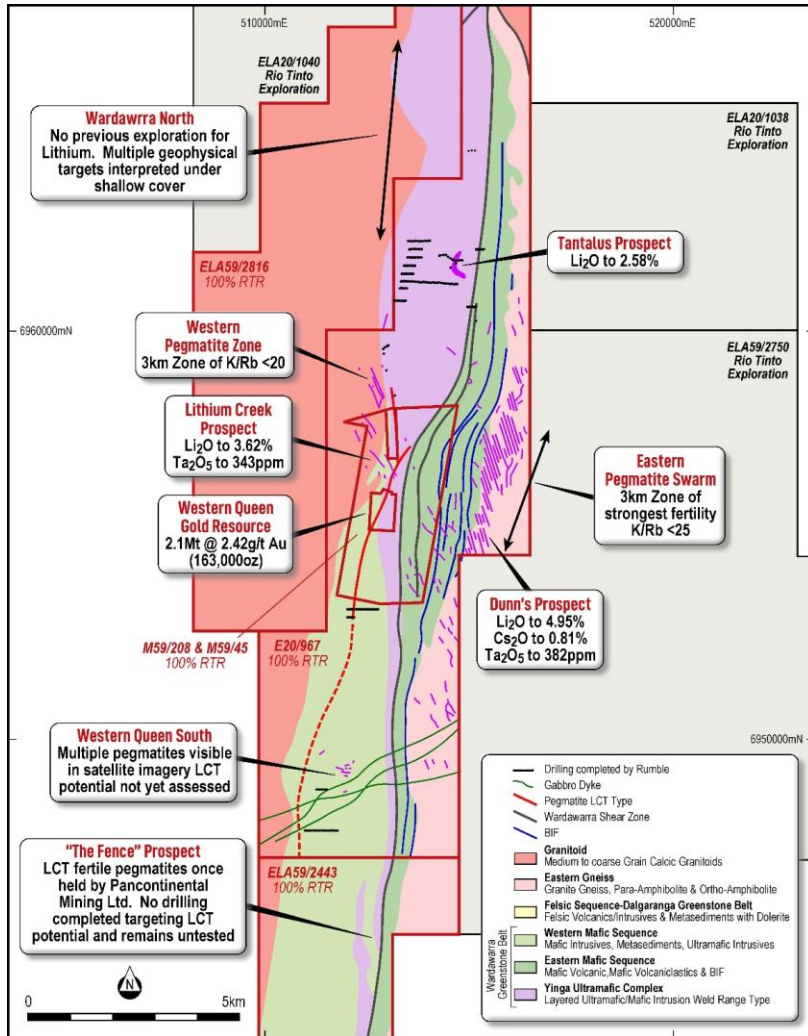 510000mE
520000mE
ELA20/1040
Rio Tinto
Exploration
Wardawrra North
No previous exploration for
Lithium. Multiple geophysical
targets interpreted under
shallow cover
ELA20/1038
Rio Tinto
Exploration
Tantalus Prospect
Li₂O to 2.58%
ELA59/2816
100% RTR
6960000mN
ELA59/2750
Rio Tinto
Exploration
Western
Pegmatite Zone
3km Zone of K/Rb <20
Lithium Creek
Prospect
Li₂O to 3.62%
Ta₂O₅ to 343ppm
Eastern
Pegmatite Swarm
3km Zone of
strongest fertility
K/Rb <25
Western Queen
Gold Resource
2.1Mt @ 2.42g/t Au
(163,000oz)
Dunn's Prospect
Li₂O to 4.95%
Cs₂O to 0.81%
Ta₂O₅ to 382ppm
M59/208 & M59/45
100% RTR
E20/967
100% RTR
Western Queen South
Multiple pegmatites visible
in satellite imagery LCT
potential not yet assessed
6950000mN
"The Fence" Prospect
LCT fertile pegmatites once
held by Pancontinental
Mining Ltd. No drilling
completed targeting LCT
potential and remains untested
ELA59/2443
100% RTR
N
0 5km
Drilling completed by Rumble
Gabbro Dyke
Pegmatite LCT Type
Wardawarra Shear Zone
BIF
Granitoid
Medium to coarse Grain Calcic Granitoids
Eastern Gneiss
Granite Gneiss, Para-Amphibolite & Ortho-Amphibolite
Felsic Sequence-Dalgaranga Greenstone Belt
Felsic Volcanics/Intrusives & Metasediments with Dolerite
Wardawarra
Greenstone Belt
Western Mafic Sequence
Mafic Intrusives, Metasediments, Ultramafic Intrusives
Eastern Mafic Sequence
Mafic Volcanic,Mafic Volcaniclastics & BIF
Yinga Ultramafic Complex
Layered Ultramafic/Mafic Intrusion Weld Range Type